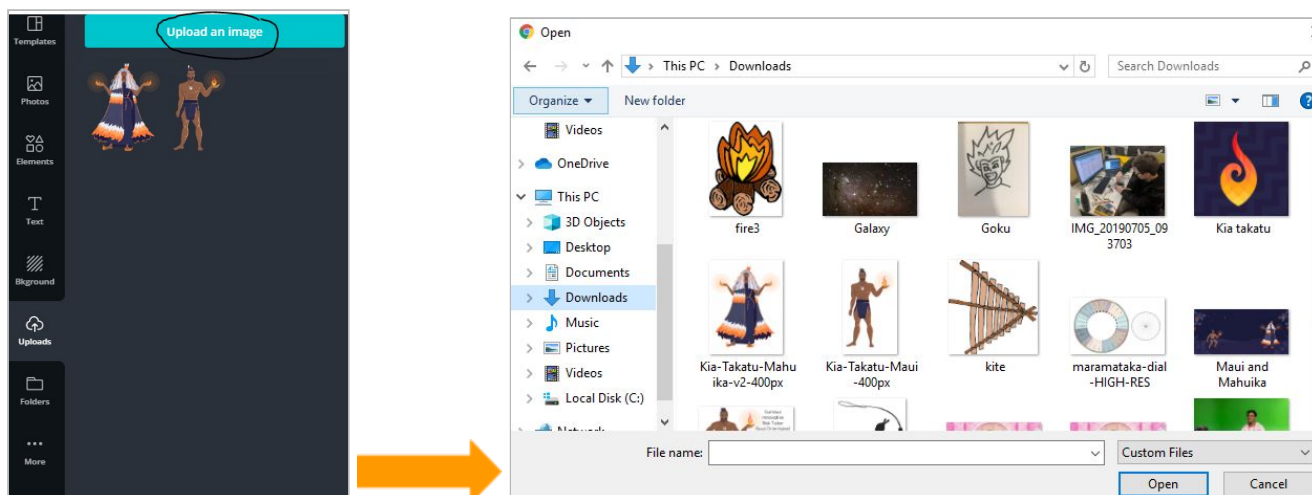 Upload an image
Templates
Photos
Elements
Text
Bkground
Uploads
Folders
More
Open
This PC > Downloads
Search Downloads
Organize
New folder
Videos
OneDrive
This PC
3D Objects
Desktop
Documents
Downloads
Music
Pictures
Videos
Local Disk (C:)
Network
fire3
Galaxy
Goku
IMG_20190705_09
3703
Kia takatu
Kia-Takatu-Mahu
ika-v2-400px
Kia-Takatu-Maui
-400px
kite
maramataka-dial
-HIGH-RES
Maui and
Mahuika
File name:
Custom Files
Open
Cancel